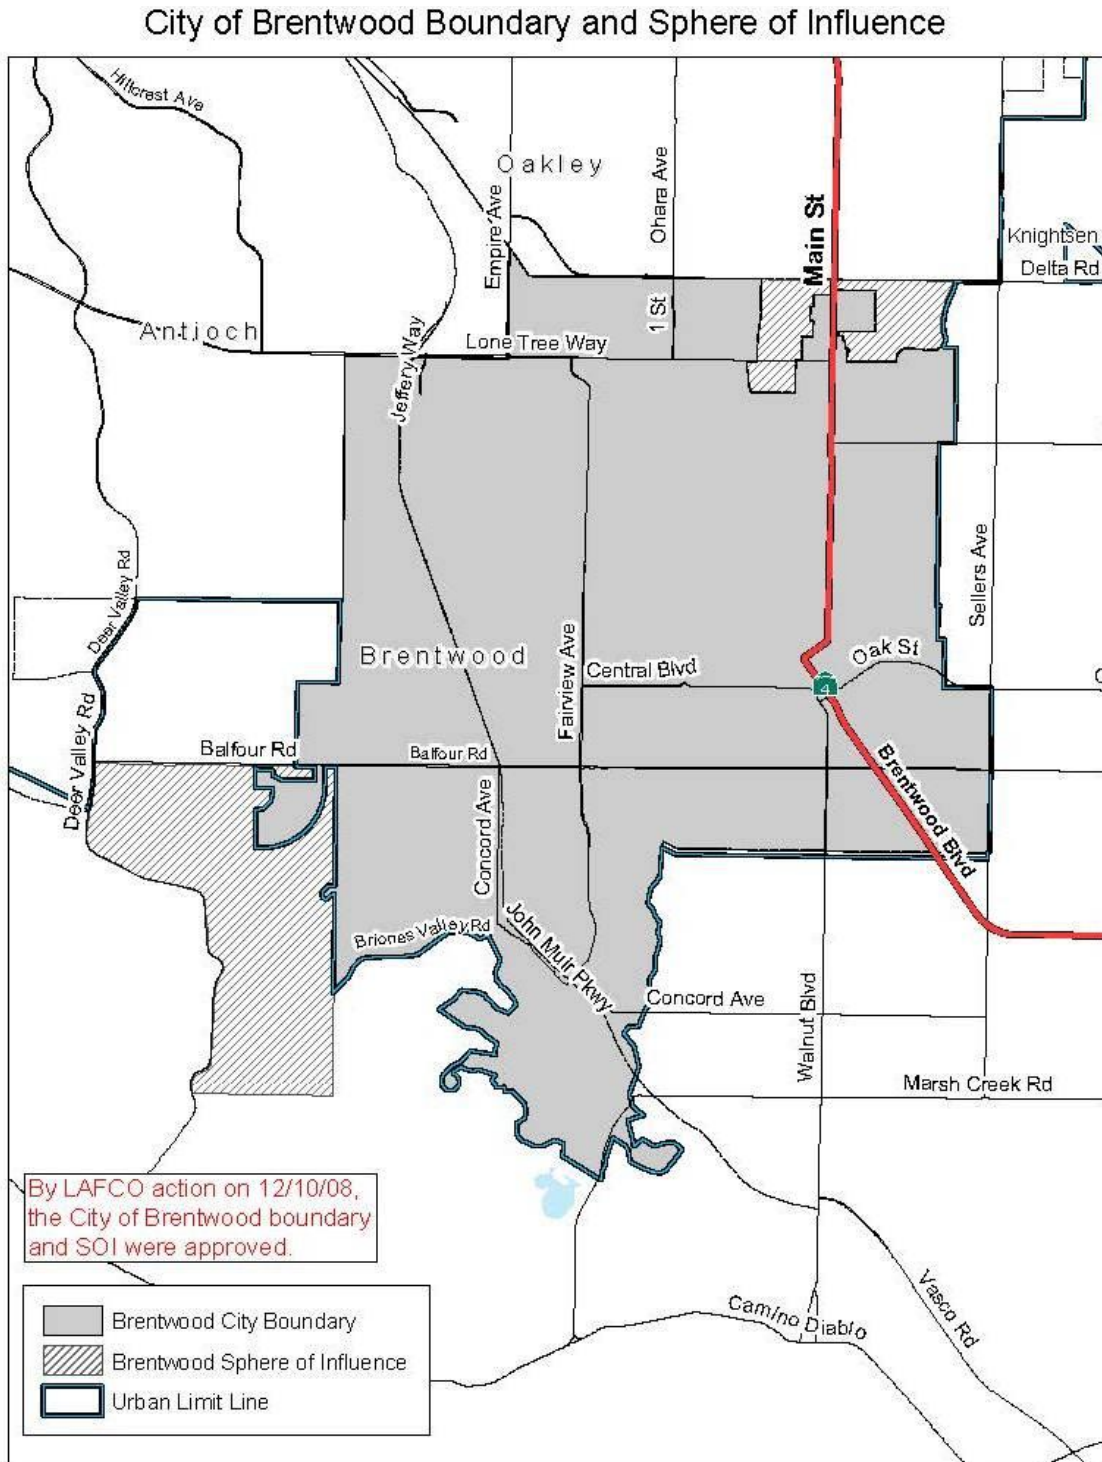 City of Brentwood Boundary and Sphere of Influence
Hillcrest Ave
Oakley
Empire Ave
Ohara Ave
Main St
Knightsen
Delta Rd
Antioch
1 St
Lone Tree Way
Jeffery Way
Deer Valley Rd
Sellers Ave
Brentwood
Fairview Ave
Central Blvd
Oak St
4
Deer Valley Rd
Balfour Rd
Balfour Rd
Brentwood Blvd
Concord Ave
Briones Valley Rd
John Muir Pkwy
Concord Ave
Walnut Blvd
Marsh Creek Rd
By LAFCO action on 12/10/08,
the City of Brentwood boundary
and SOI were approved.
Vasco Rd
Camino Diablo
Brentwood City Boundary
Brentwood Sphere of Influence
Urban Limit Line